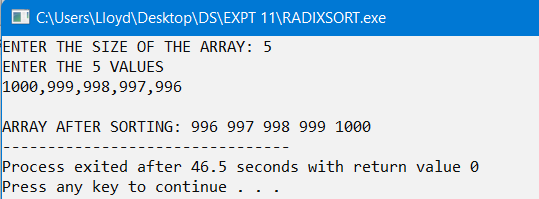 C:\Users\Lloyd\Desktop\DS\EXPT 11\RADIXSORT.exe
ENTER THE SIZE OF THE ARRAY: 5
ENTER THE 5 VALUES
1000,999,998,997,996
ARRAY AFTER SORTING: 996 997 998 999 1000
--------------------------------
Process exited after 46.5 seconds with return value 0
Press any key to continue . . .